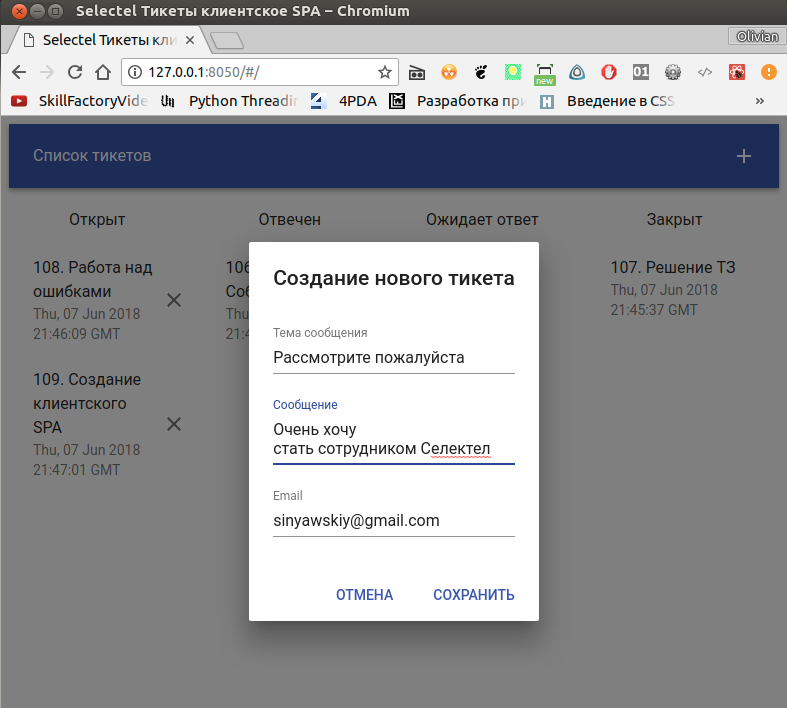 Selectel Тикеты клиентское SPA – Chromium
Selectel Тикеты кли
Olivian
127.0.0.1:8050/#/
new
01
SkillFactoryVide
Python Threadin
4PDA
Разработка при
Введение в CSS
»
Список тикетов
Открыт
Отвечен
Ожидает ответ
Закрыт
108. Работа над
ошибками
Thu, 07 Jun 2018
21:46:09 GMT
109. Создание
клиентского
SPA
Thu, 07 Jun 2018
21:47:01 GMT
106
Соб
Thu,
21:4
107. Решение ТЗ
Thu, 07 Jun 2018
21:45:37 GMT
Создание нового тикета
Тема сообщения
Рассмотрите пожалуйста
Сообщение
Очень хочу
стать сотрудником Селектел
Email
sinyawskiy@gmail.com
ОТМЕНА
СОХРАНИТЬ